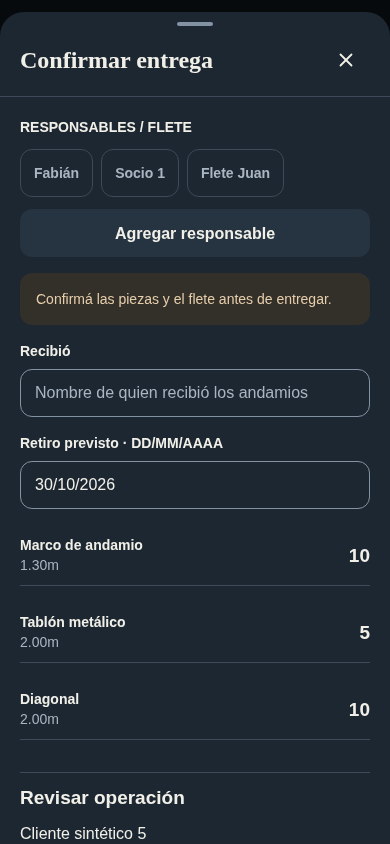 Confirmar entrega
RESPONSABLES / FLETE
Fabián
Socio 1
Flete Juan
Agregar responsable
Confirmá las piezas y el flete antes de entregar.
Recibió
Nombre de quien recibió los andamios
Retiro previsto · DD/MM/AAAA
30/10/2026
Marco de andamio
1.30m
10
Tablón metálico
2.00m
5
Diagonal
2.00m
10
Revisar operación
Cliente sintético 5